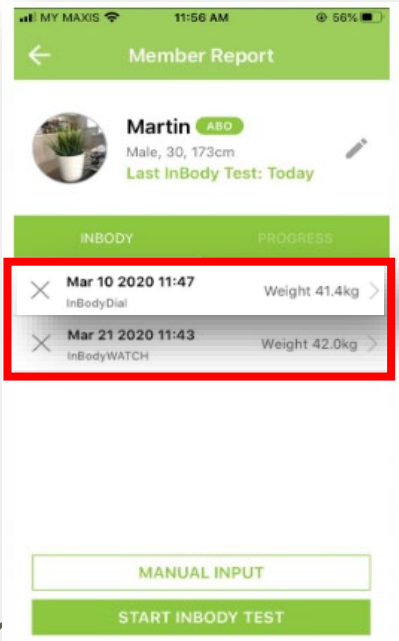 MY MAXIS 11:56 AM 56%
Member Report
Martin ABO
Male, 30, 173cm
Last InBody Test: Today
INBODY PROGRESS
Mar 10 2020 11:47 Weight 41.4kg
InBodyDial
Mar 21 2020 11:43 Weight 42.0kg
InBodyWATCH
MANUAL INPUT
START INBODY TEST